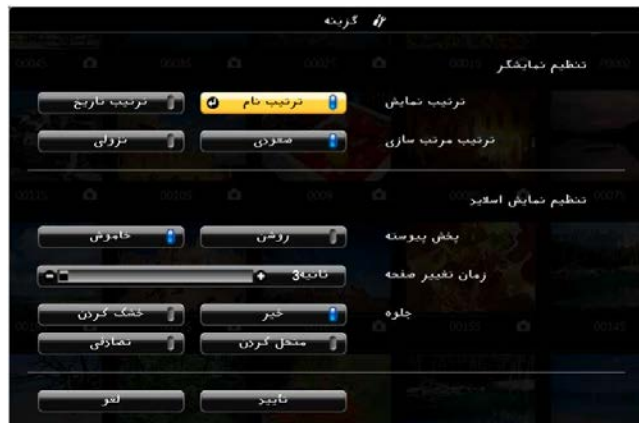 گزینه
تنظیم نمایشگر
ترتیب نمایش ترتیب نام ترتیب تاریخ
ترتیب مرتب سازی صعودی نزولی
تنظیم نمایش اسلاید
پخش پیوسته روشن خاموش
زمان تغییر صفحه ثانیه3 + -
جلوه خیر خشک کردن
منحل کردن تصادفی
تایید لغو